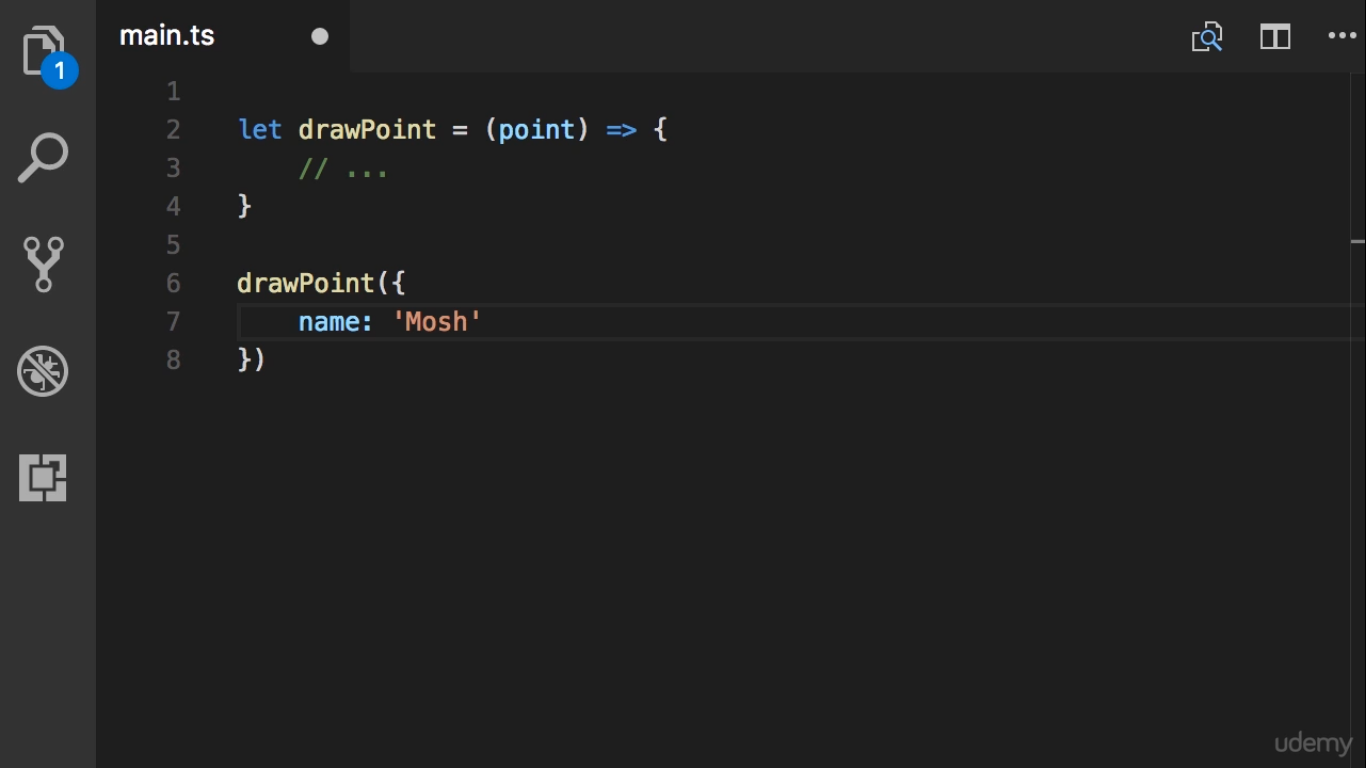 main.ts
1
1
2 let drawPoint = (point) => {
3 // ...
4 }
5
6 drawPoint({
7 name: 'Mosh'
8 })
udemy